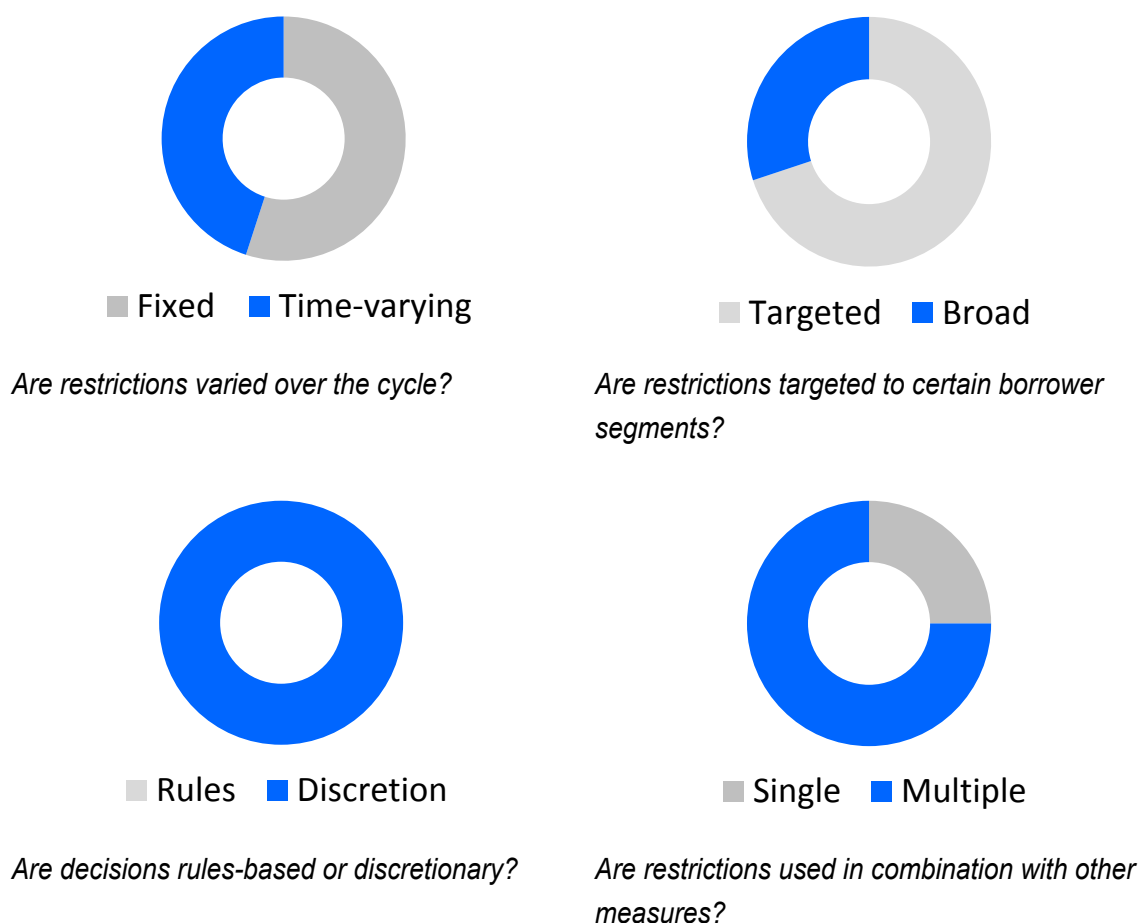 Fixed Time-varying
Are restrictions varied over the cycle?
Targeted Broad
Are restrictions targeted to certain borrower
segments?
Rules Discretion
Are decisions rules-based or discretionary?
Single Multiple
Are restrictions used in combination with other
measures?